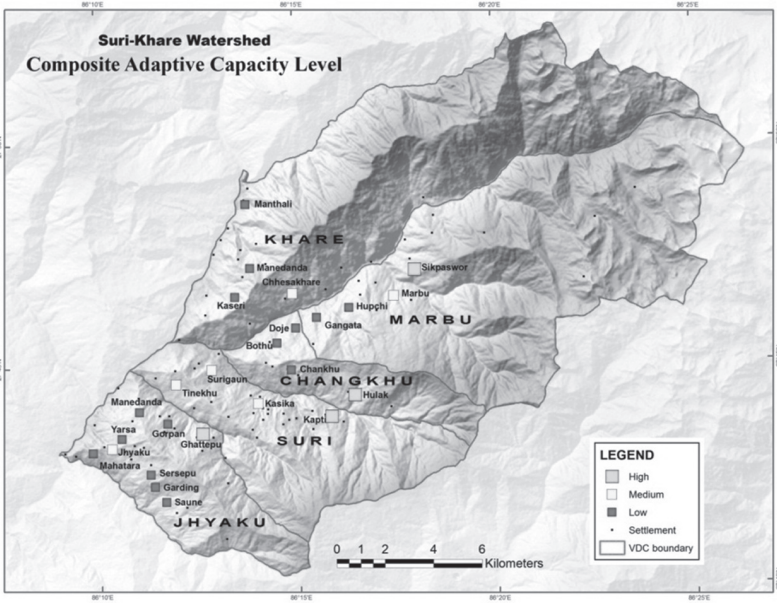 86°10'E 86°15'E 86°20'E 86°25'E
Suri-Khare Watershed
Composite Adaptive Capacity Level
Manthali
KHARE
Manedanda
Sikpaswor
Chhesakhare
Marbu
Kaseri
Hupchi
MARBU
Gangata
Doje
Bothu
Chankhu
Surigaun
CHANGKHU
Tinekhu
Hulak
Manedanda
Kasika
Kapti
Gorpan
Yarsa
SURI
Ghattepu
Jhyaku
Mahatara
Sersepu
Garding
Saune
JHYAKU
LEGEND
High
Medium
Low
Settlement
VDC boundary
0 1 2 4 6
Kilometers
86°10'E 86°15'E 86°20'E 86°25'E